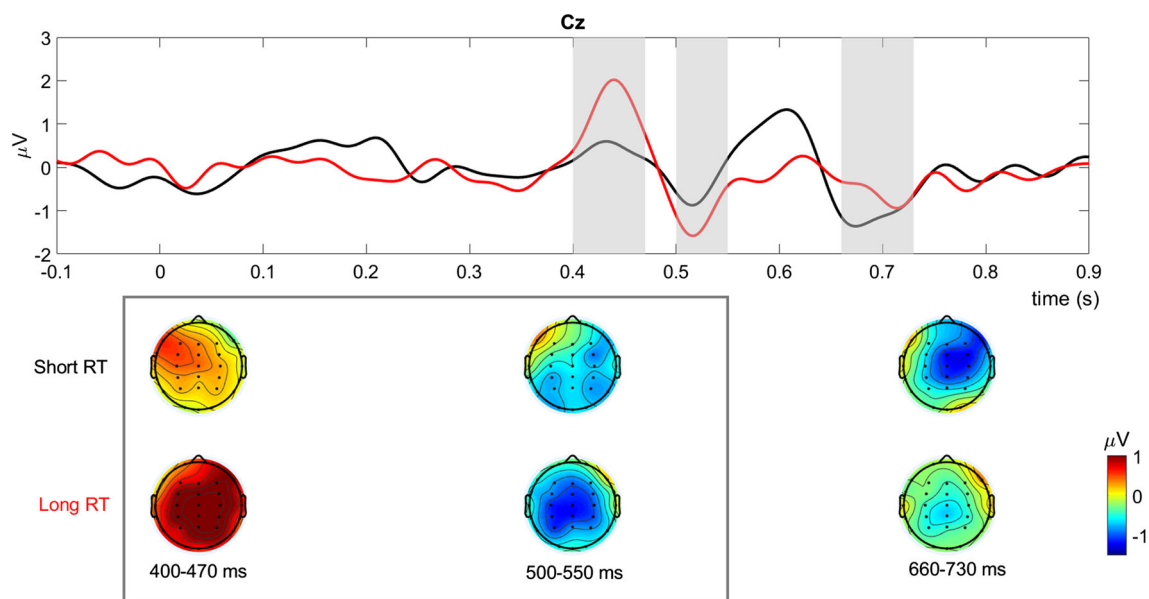 Cz
3
2
1
0
-1
-2
μV
-0.1 0 0.1 0.2 0.3 0.4 0.5 0.6 0.7 0.8 0.9
time (s)
Short RT
Long RT
400-470 ms 500-550 ms 660-730 ms
μV
1
0
-1